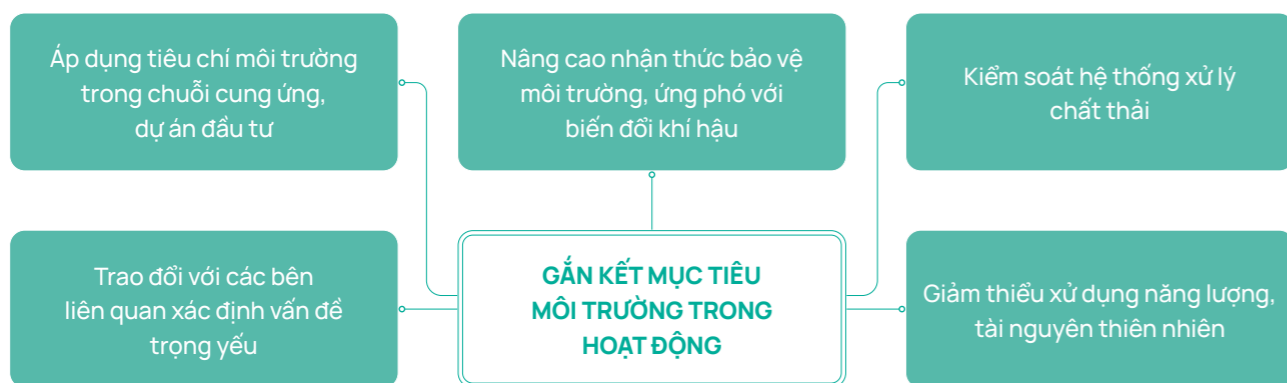 Áp dụng tiêu chí môi trường
trong chuỗi cung ứng,
dự án đầu tư
Nâng cao nhận thức bảo vệ
môi trường, ứng phó với
biến đổi khí hậu
Kiểm soát hệ thống xử lý
chất thải
Trao đổi với các bên
liên quan xác định vấn đề
trọng yếu
GẮN KẾT MỤC TIÊU
MÔI TRƯỜNG TRONG
HOẠT ĐỘNG
Giảm thiểu xử dụng năng lượng,
tài nguyên thiên nhiên